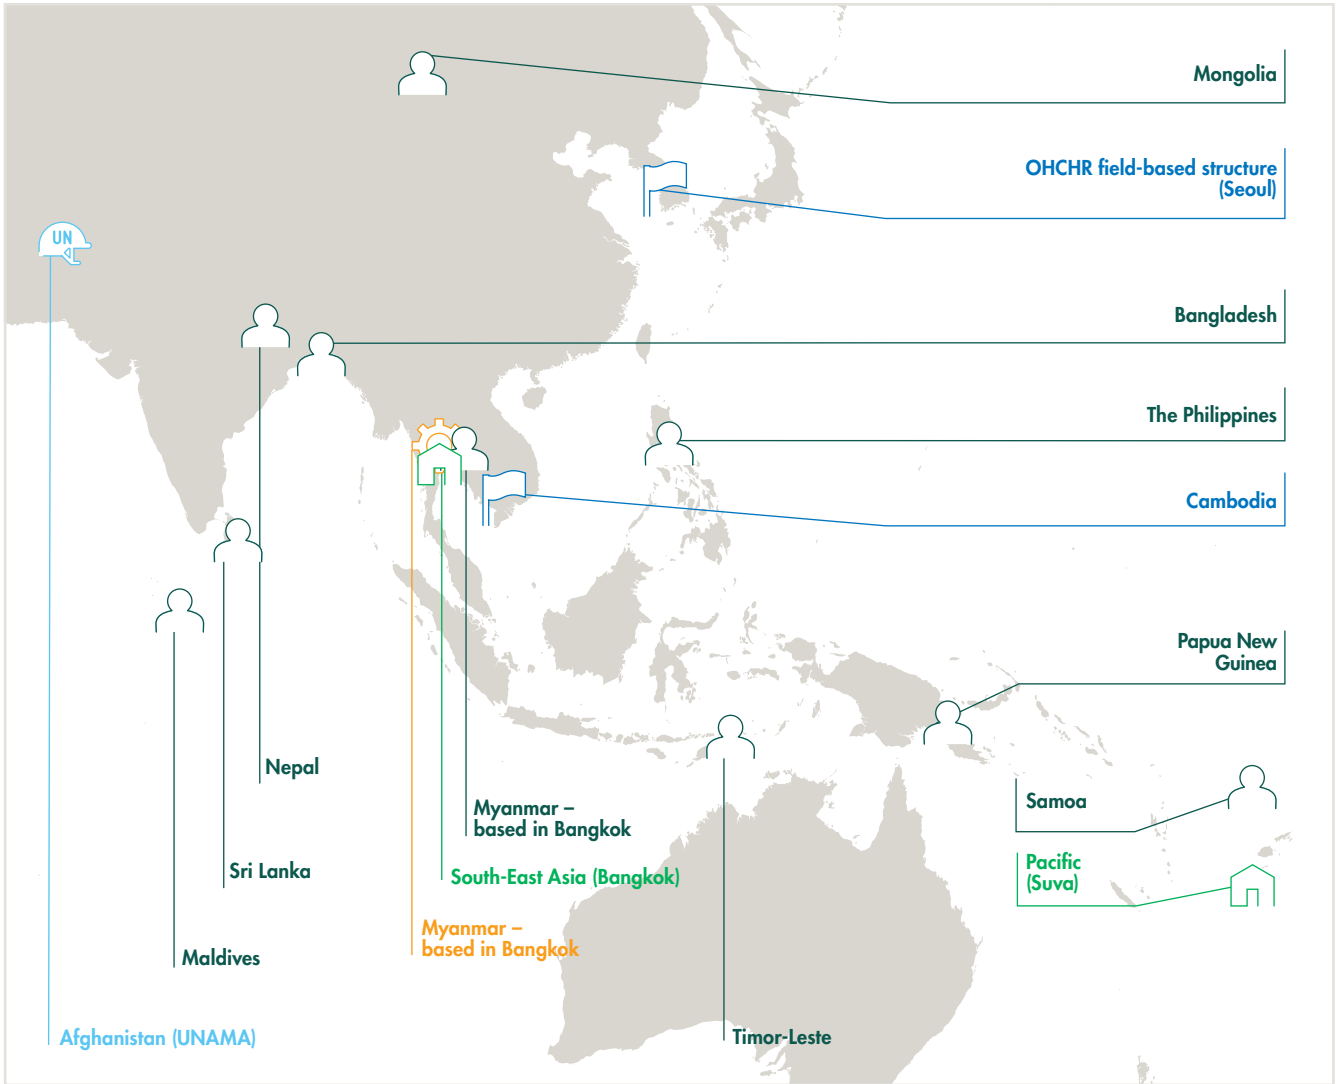 Mongolia
OHCHR field-based structure
(Seoul)
UN
Bangladesh
The Philippines
Cambodia
Papua New
Guinea
Nepal
Myanmar –
based in Bangkok
Samoa
Sri Lanka
South-East Asia (Bangkok)
Pacific
(Suva)
Myanmar –
based in Bangkok
Maldives
Afghanistan (UNAMA)
Timor-Leste